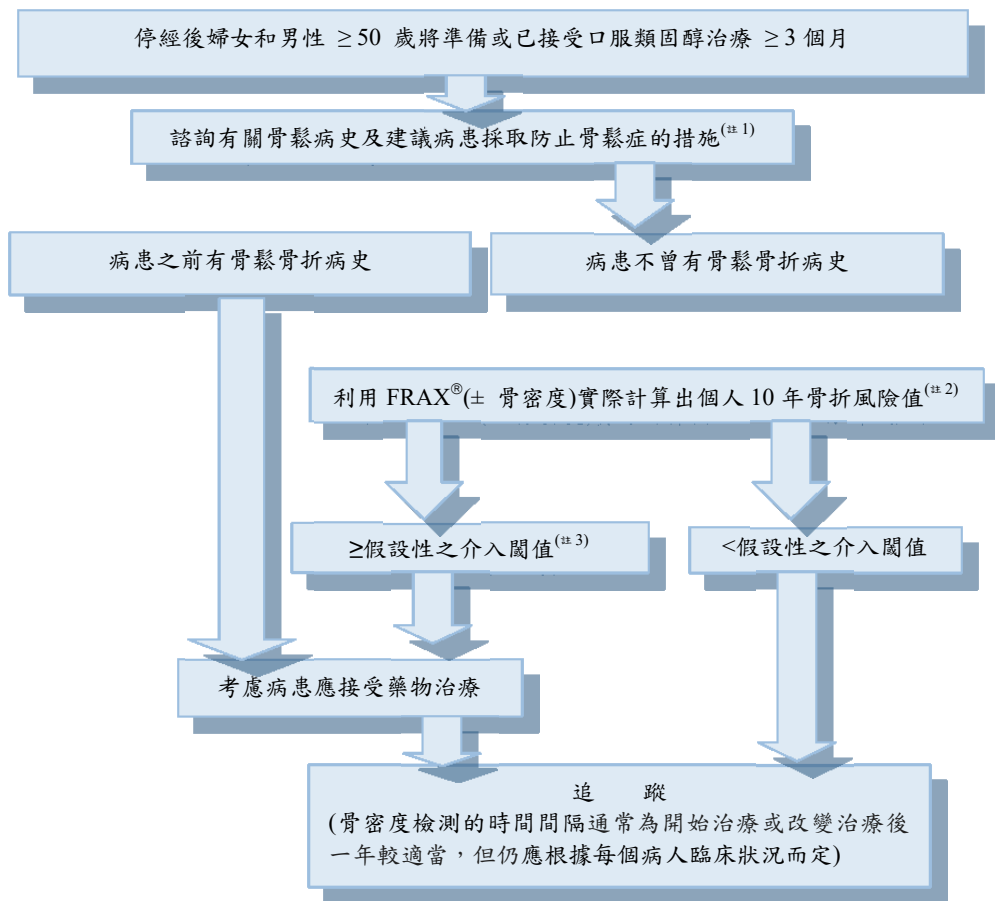 停經後婦女和男性 ≥ 50 歲將準備或已接受口服類固醇治療 ≥ 3 個月
諮詢有關骨鬆病史及建議病患採取防止骨鬆症的措施(註 1)
病患之前有骨鬆骨折病史
病患不曾有骨鬆骨折病史
利用 FRAX®(± 骨密度)實際計算出個人 10 年骨折風險值(註 2)
≥假設性之介入閾值(註 3)
<假設性之介入閾值
考慮病患應接受藥物治療
追 蹤
(骨密度檢測的時間間隔通常為開始治療或改變治療後
一年較適當，但仍應根據每個病人臨床狀況而定)